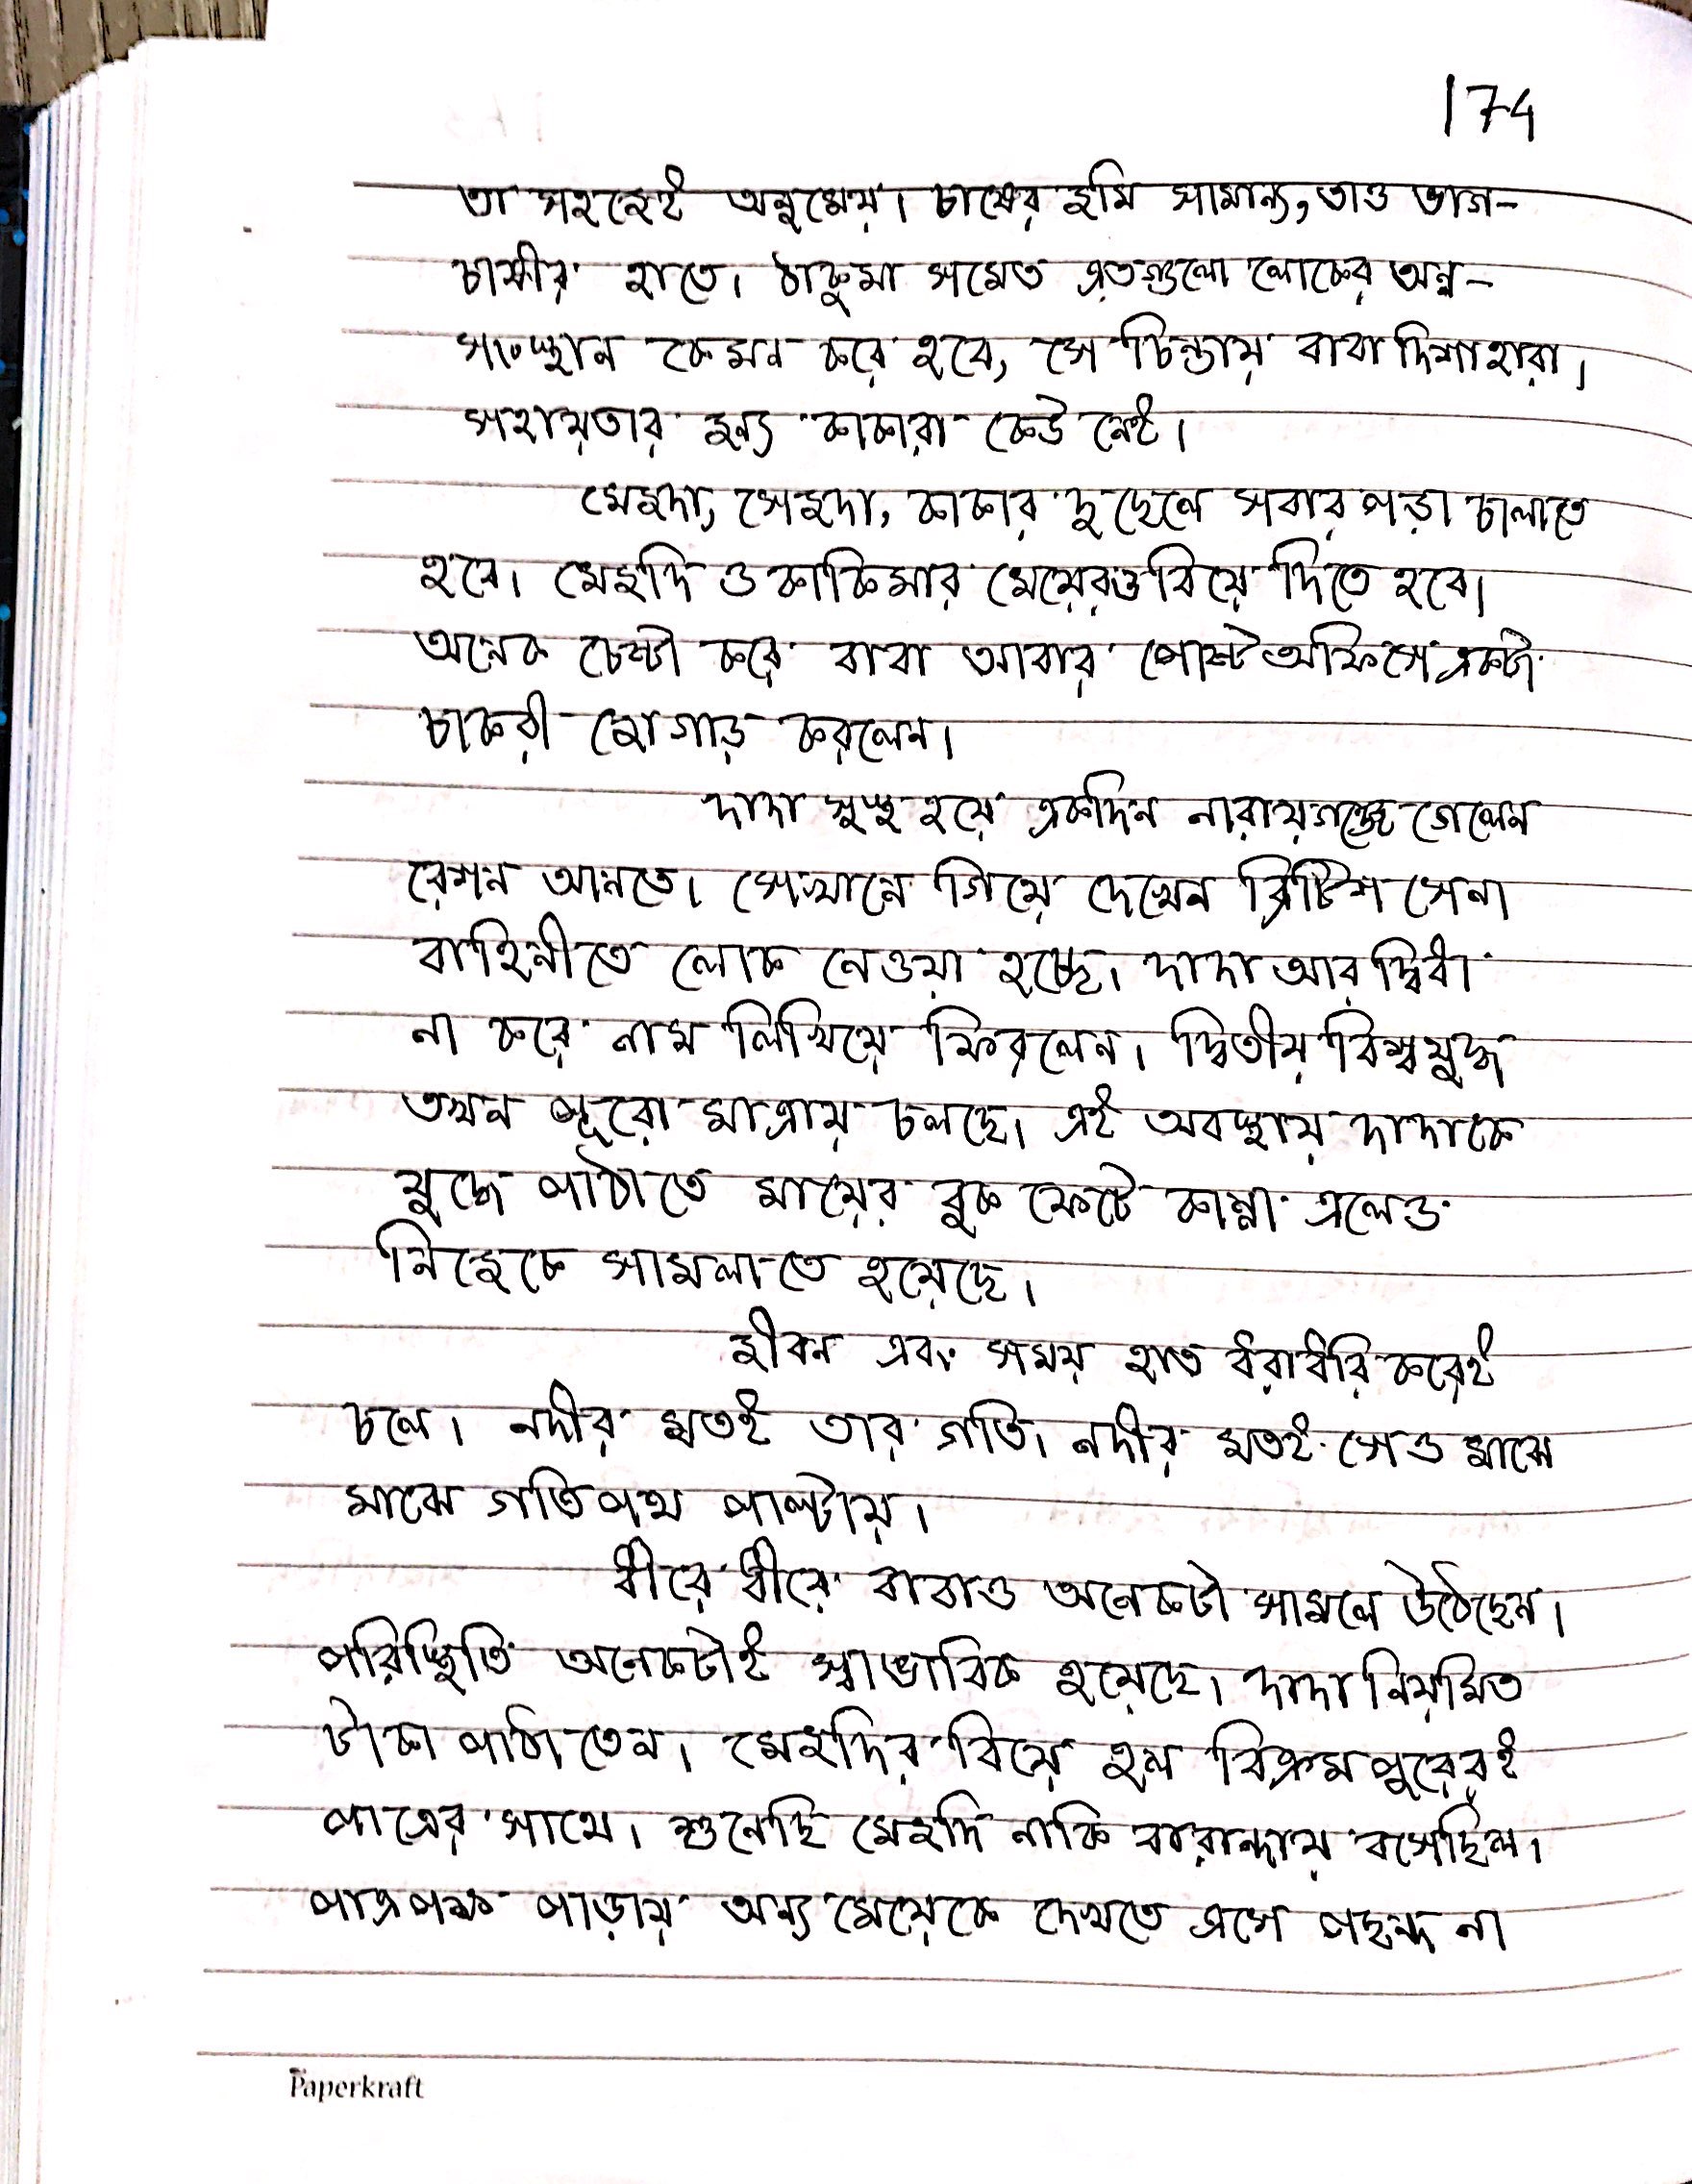 174
তা সহজেই অনুমেয়। চাষের জমি সামান্য, তাও ভাগ-
চাষীর হাতে। ঠাকুমা সমেত এতগুলো লোকের অন্ন-
সংস্থান কেমন করে হবে, সে চিন্তায় বাবা দিশাহারা।
সহায়তার জন্য কাকারা কেউ নেই।
মেজদা, সেজদা, কাকার দু ছেলে সবার পড়া চালাতে
হবে। মেজদি ও কাকিমার মেয়েরও বিয়ে দিতে হবে।
অনেক চেষ্টা করে বাবা আবার পোষ্ট অফিসে একটা
চাকরী জোগাড় করলেন।
দাদা সুস্থ হয়ে একদিন নারায়ণগঞ্জে গেলেন
রেশন আনতে। সেখানে গিয়ে দেখেন ব্রিটিশ সেনা
বাহিনীতে লোক নেওয়া হচ্ছে। দাদা আর দ্বিধা
না করে নাম লিখিয়ে ফিরলেন। দ্বিতীয় বিশ্বযুদ্ধ
তখন পূরো মাত্রায় চলছে। এই অবস্থায় দাদাকে
যুদ্ধে পাঠাতে মায়ের বুক ফেটে কান্না এলেও
নিজেকে সামলাতে হয়েছে।
জীবন এবং সময় হাত ধরাধরি করেই
চলে। নদীর মতই তার গতি। নদীর মতই সেও মাঝে
মাঝে গতিপথ পাল্টায়।
ধীরে ধীরে বাবাও অনেকটা সামলে উঠেছেন।
পরিস্থিতি অনেকটাই স্বাভাবিক হয়েছে। দাদা নিয়মিত
টাকা পাঠাতেন। মেজদির বিয়ে হল বিক্রমপুরেরই
পাত্রের সাথে। শুনেছি মেজদি নাকি বারান্দায় বসেছিল।
পাত্রপক্ষ পাড়ায় অন্য মেয়েকে দেখতে এসে পছন্দ না
Paperkraft